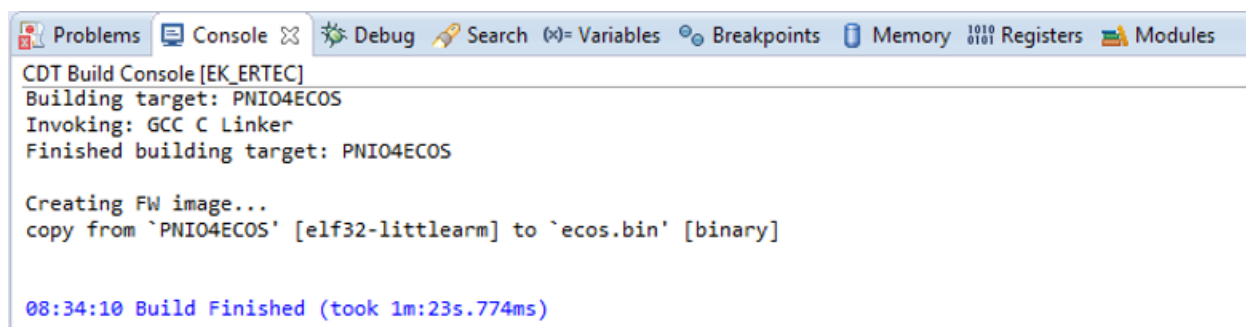 Problems Console Debug Search (x)= Variables Breakpoints Memory 1010 0101 Registers Modules
CDT Build Console [EK_ERTEC]
Building target: PNIO4ECOS
Invoking: GCC C Linker
Finished building target: PNIO4ECOS
Creating FW image...
copy from `PNIO4ECOS' [elf32-littlearm] to `ecos.bin' [binary]
08:34:10 Build Finished (took 1m:23s.774ms)